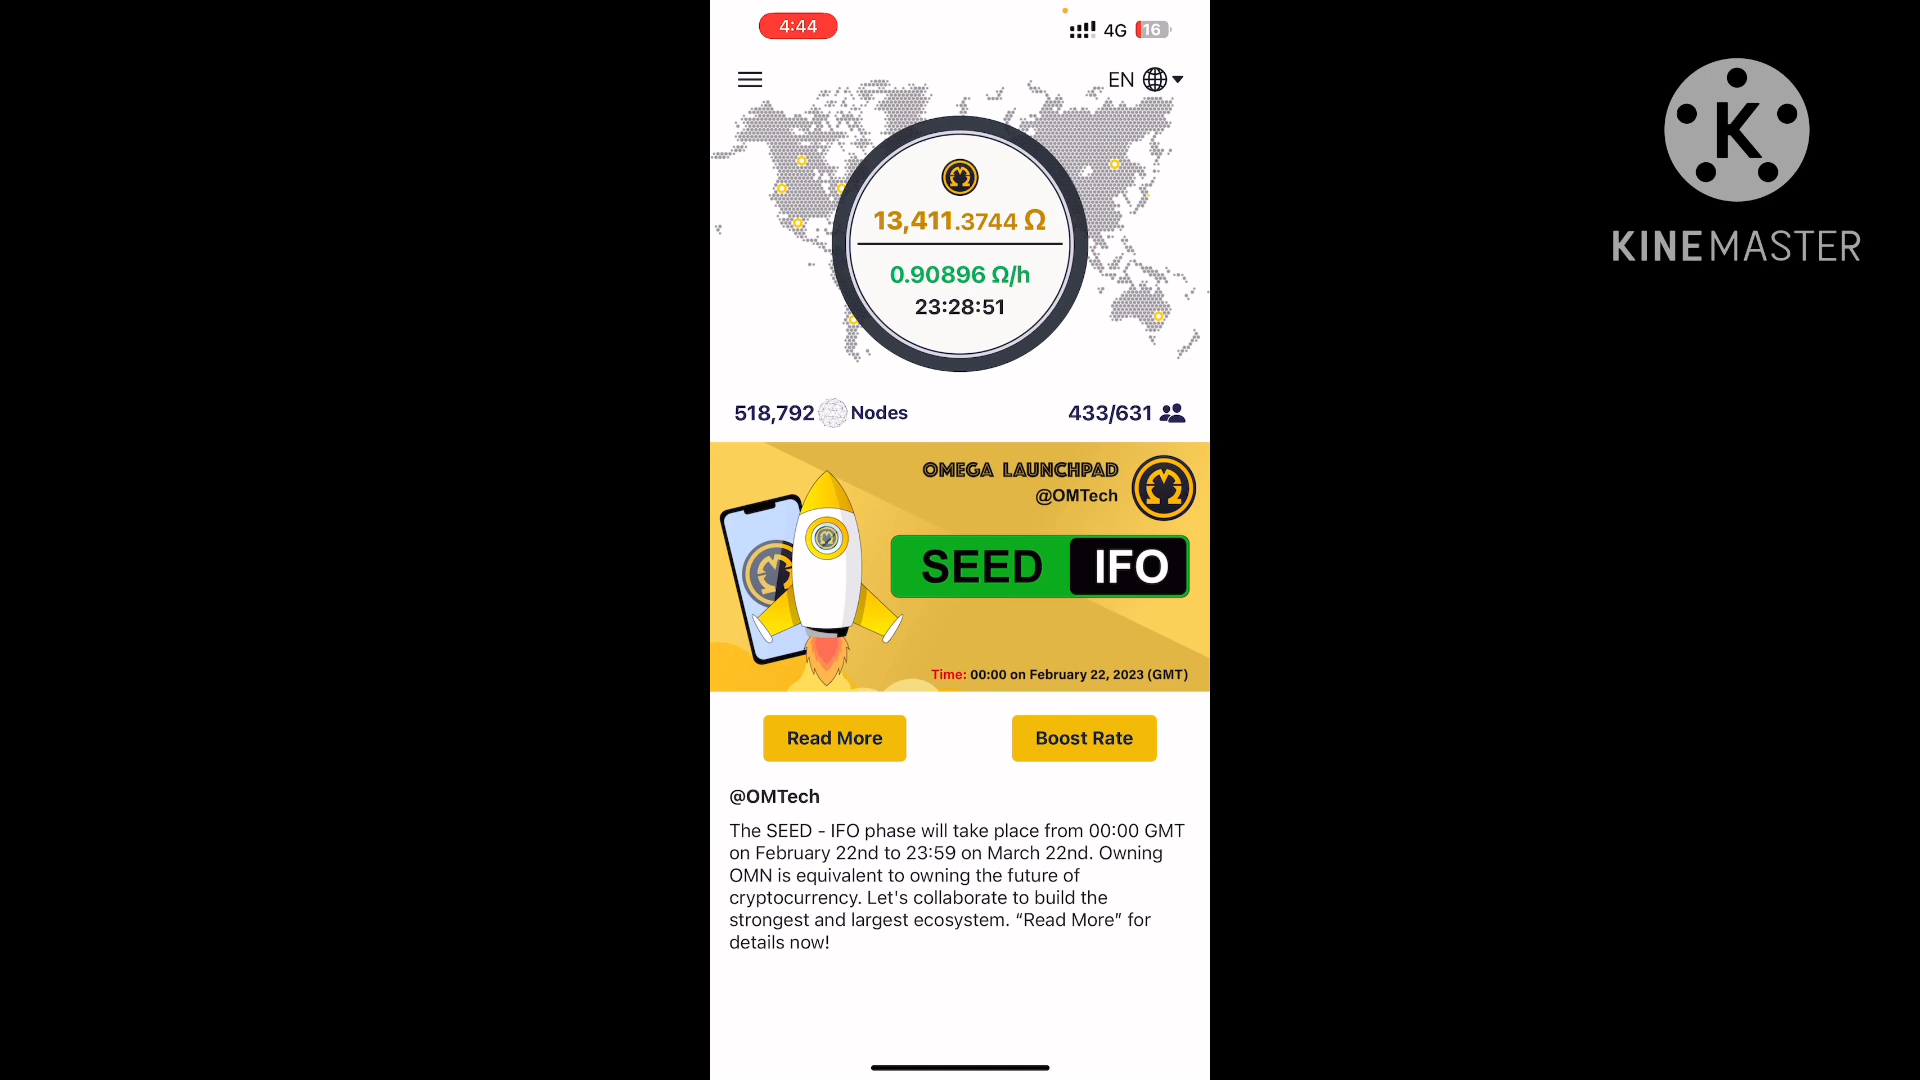 4:44
4G 16
EN
13,411.3744 Ω
0.90896 Ω/h
23:28:51
518,792 Nodes
433/631
OMEGA LAUNCHPAD
@OMTech
SEED IFO
Time: 00:00 on February 22, 2023 (GMT)
Read More
Boost Rate
@OMTech
The SEED - IFO phase will take place from 00:00 GMT
on February 22nd to 23:59 on March 22nd. Owning
OMN is equivalent to owning the future of
cryptocurrency. Let's collaborate to build the
strongest and largest ecosystem. “Read More” for
details now!
K
KINEMASTER